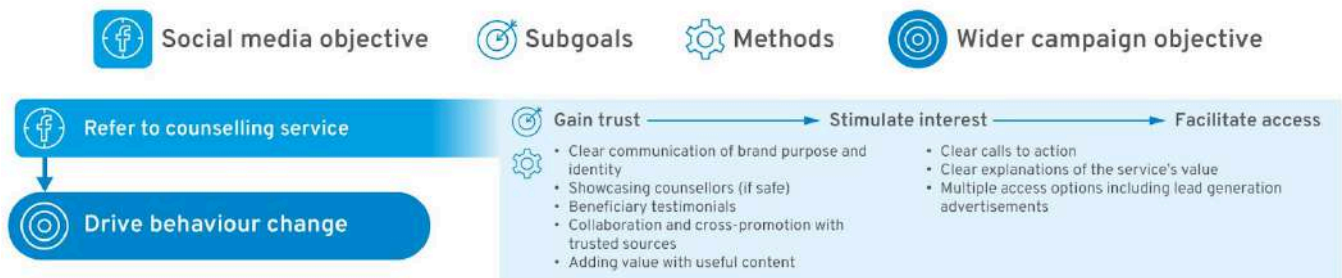 Social media objective
Subgoals
Methods
Wider campaign objective
Refer to counselling service
Drive behaviour change
Gain trust
Stimulate interest
Facilitate access
• Clear communication of brand purpose and
identity
• Showcasing counsellors (if safe)
• Beneficiary testimonials
• Collaboration and cross-promotion with
trusted sources
• Adding value with useful content
• Clear calls to action
• Clear explanations of the service's value
• Multiple access options including lead generation
advertisements